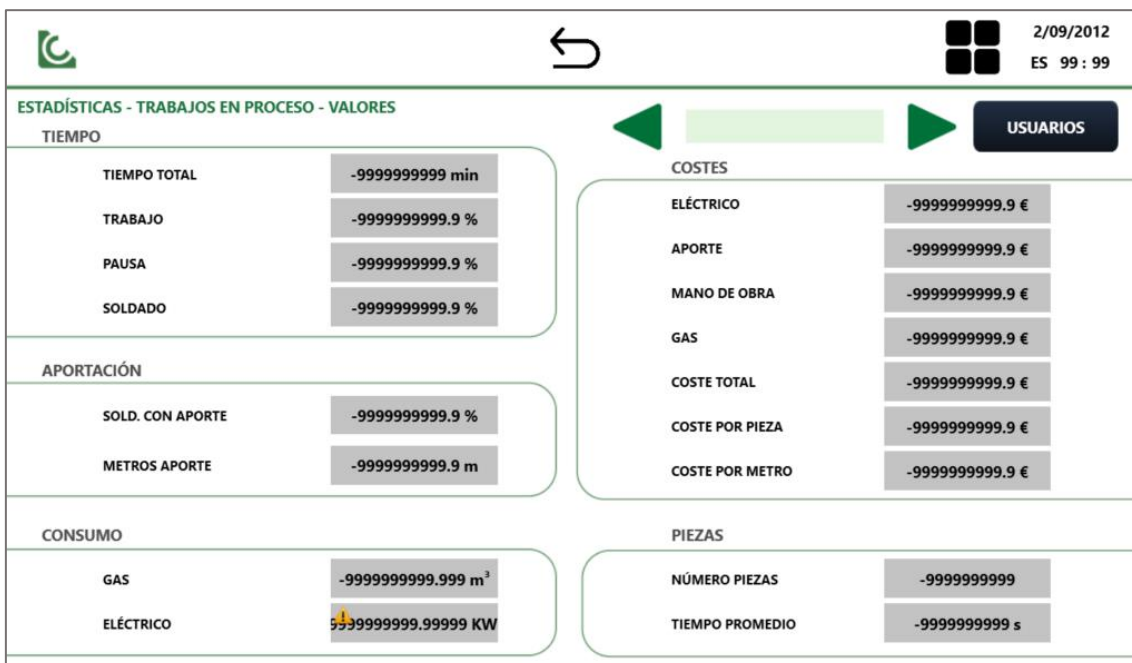 2/09/2012
ES 99 : 99
ESTADÍSTICAS - TRABAJOS EN PROCESO - VALORES
USUARIOS
TIEMPO
TIEMPO TOTAL -9999999999 min
TRABAJO -9999999999.9 %
PAUSA -9999999999.9 %
SOLDADO -9999999999.9 %
APORTACIÓN
SOLD. CON APORTE -9999999999.9 %
METROS APORTE -9999999999.9 m
CONSUMO
GAS -9999999999.999 m³
ELÉCTRICO 9999999999.99999 KW
COSTES
ELÉCTRICO -9999999999.9 €
APORTE -9999999999.9 €
MANO DE OBRA -9999999999.9 €
GAS -9999999999.9 €
COSTE TOTAL -9999999999.9 €
COSTE POR PIEZA -9999999999.9 €
COSTE POR METRO -9999999999.9 €
PIEZAS
NÚMERO PIEZAS -9999999999
TIEMPO PROMEDIO -9999999999 s